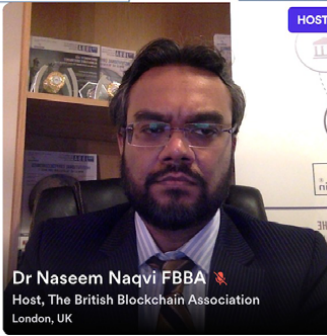 HOST
Dr Naseem Naqvi FBBA
Host, The British Blockchain Association
London, UK